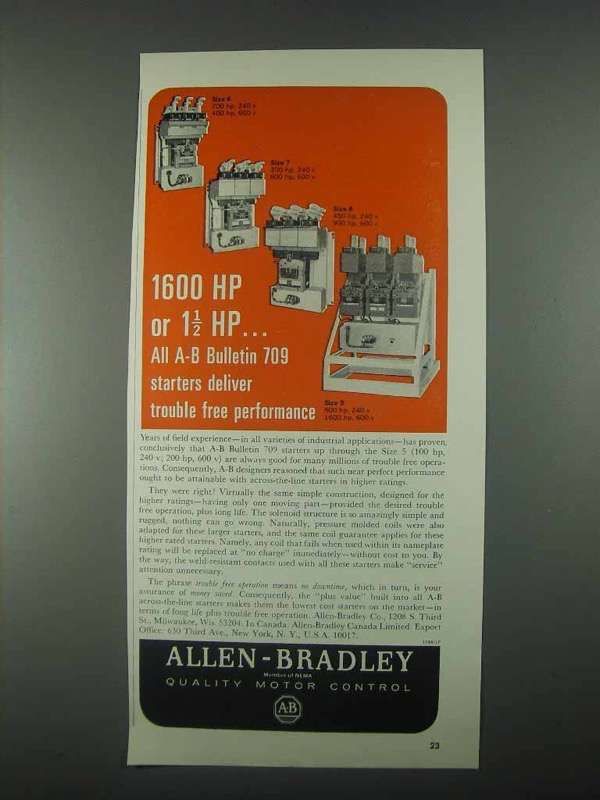 Size 6
200 hp, 240 v
400 hp, 600 v
Size 7
300 hp, 240 v
600 hp, 600 v
Size 8
450 hp, 240 v
900 hp, 600 v
1600 HP
or 1½ HP...
All A-B Bulletin 709
starters deliver
trouble free performance
Size 9
800 hp, 240 v
1600 hp, 600 v
Years of field experience—in all varieties of industrial applications—has proven
conclusively that A-B Bulletin 709 starters up through the Size 5 (100 hp,
240 v; 200 hp, 600 v) are always good for many millions of trouble free opera-
tions. Consequently, A-B designers reasoned that such near perfect performance
ought to be attainable with across-the-line starters in higher ratings.
They were right! Virtually the same simple construction, designed for the
higher ratings—having only one moving part—provided the desired trouble
free operation, plus long life. The solenoid structure is so amazingly simple and
rugged, nothing can go wrong. Naturally, pressure molded coils were also
adapted for these larger starters, and the same coil guarantee applies for these
higher rated starters. Namely, any coil that fails when used within its nameplate
rating will be replaced at "no charge" immediately—without cost to you. By
the way, the weld-resistant contacts used with all these starters make "service"
attention unnecessary.
The phrase trouble free operation means no downtime, which in turn, is your
assurance of money saved. Consequently, the "plus value" built into all A-B
across-the-line starters makes them the lowest cost starters on the market—in
terms of long life plus trouble free operation. Allen-Bradley Co., 1208 S. Third
St., Milwaukee, Wis. 53204. In Canada: Allen-Bradley Canada Limited. Export
Office: 630 Third Ave., New York, N. Y., U.S.A. 10017.
ALLEN-BRADLEY
Member of NEMA
QUALITY MOTOR CONTROL
A-B
23